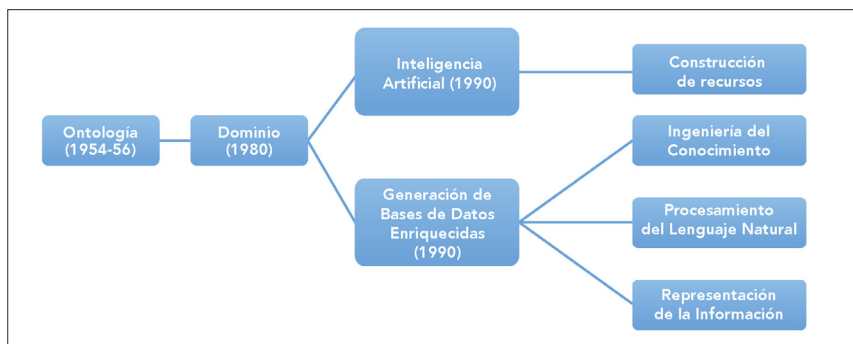 Ontología
(1954-56)
Dominio
(1980)
Inteligencia
Artificial (1990)
Generación de
Bases de Datos
Enriquecidas
(1990)
Construcción
de recursos
Ingeniería del
Conocimiento
Procesamiento
del Lenguaje Natural
Representación
de la Información